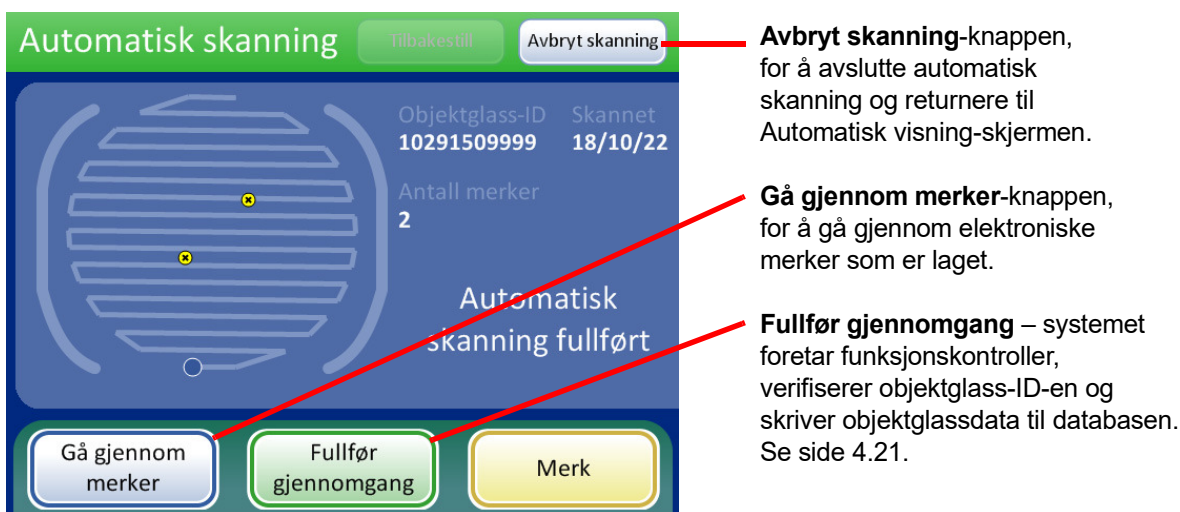 Automatisk skanning
Tilbakestill
Avbryt skanning
Objektglass-ID
Skannet
10291509999
18/10/22
Antall merker
2
Automatisk
skanning fullført
Gå gjennom
merker
Fullfør
gjennomgang
Merk
Avbryt skanning-knappen,
for å avslutte automatisk
skanning og returnere til
Automatisk visning-skjermen.
Gå gjennom merker-knappen,
for å gå gjennom elektroniske
merker som er laget.
Fullfør gjennomgang – systemet
foretar funksjonskontroller,
verifiserer objektglass-ID-en og
skriver objektglassdata til databasen.
Se side 4.21.